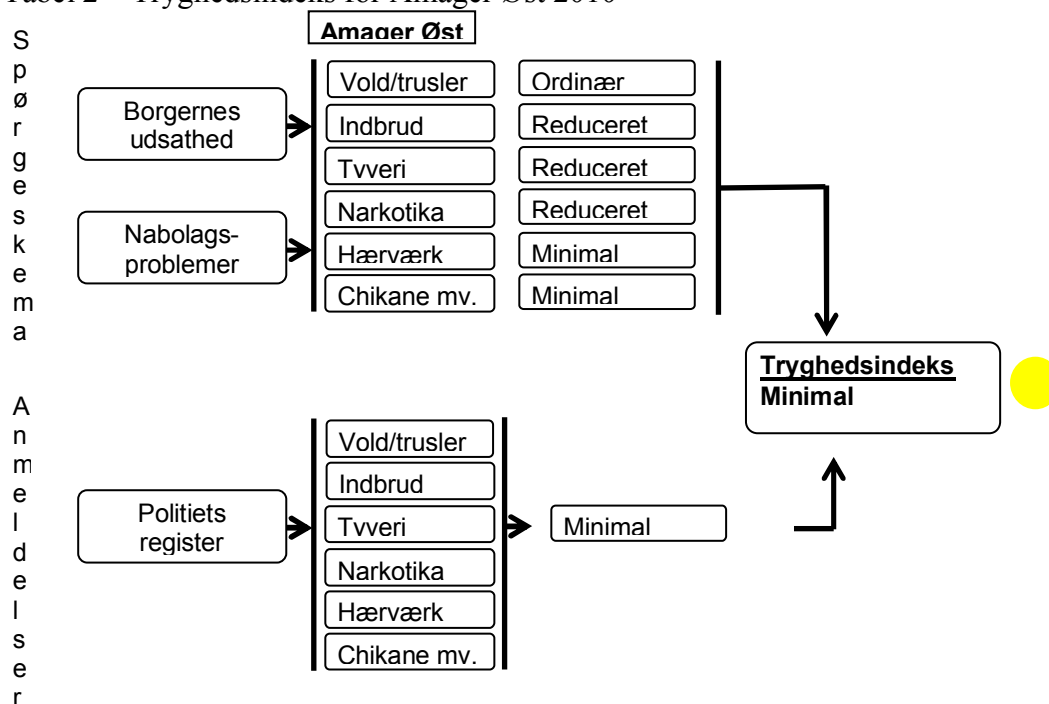 Tabel 2 – Tryghedsindeks for Amager Øst 2010
Amager Øst
Spørgeskema
Borgernes
udsathed
Nabolags-
problemer
Vold/trusler
Ordinær
Indbrud
Reduceret
Tyveri
Reduceret
Narkotika
Reduceret
Hærværk
Minimal
Chikane mv.
Minimal
Tryghedsindeks
Minimal
Anmeldelser
Politiets
register
Vold/trusler
Indbrud
Tyveri
Narkotika
Hærværk
Chikane mv.
Minimal